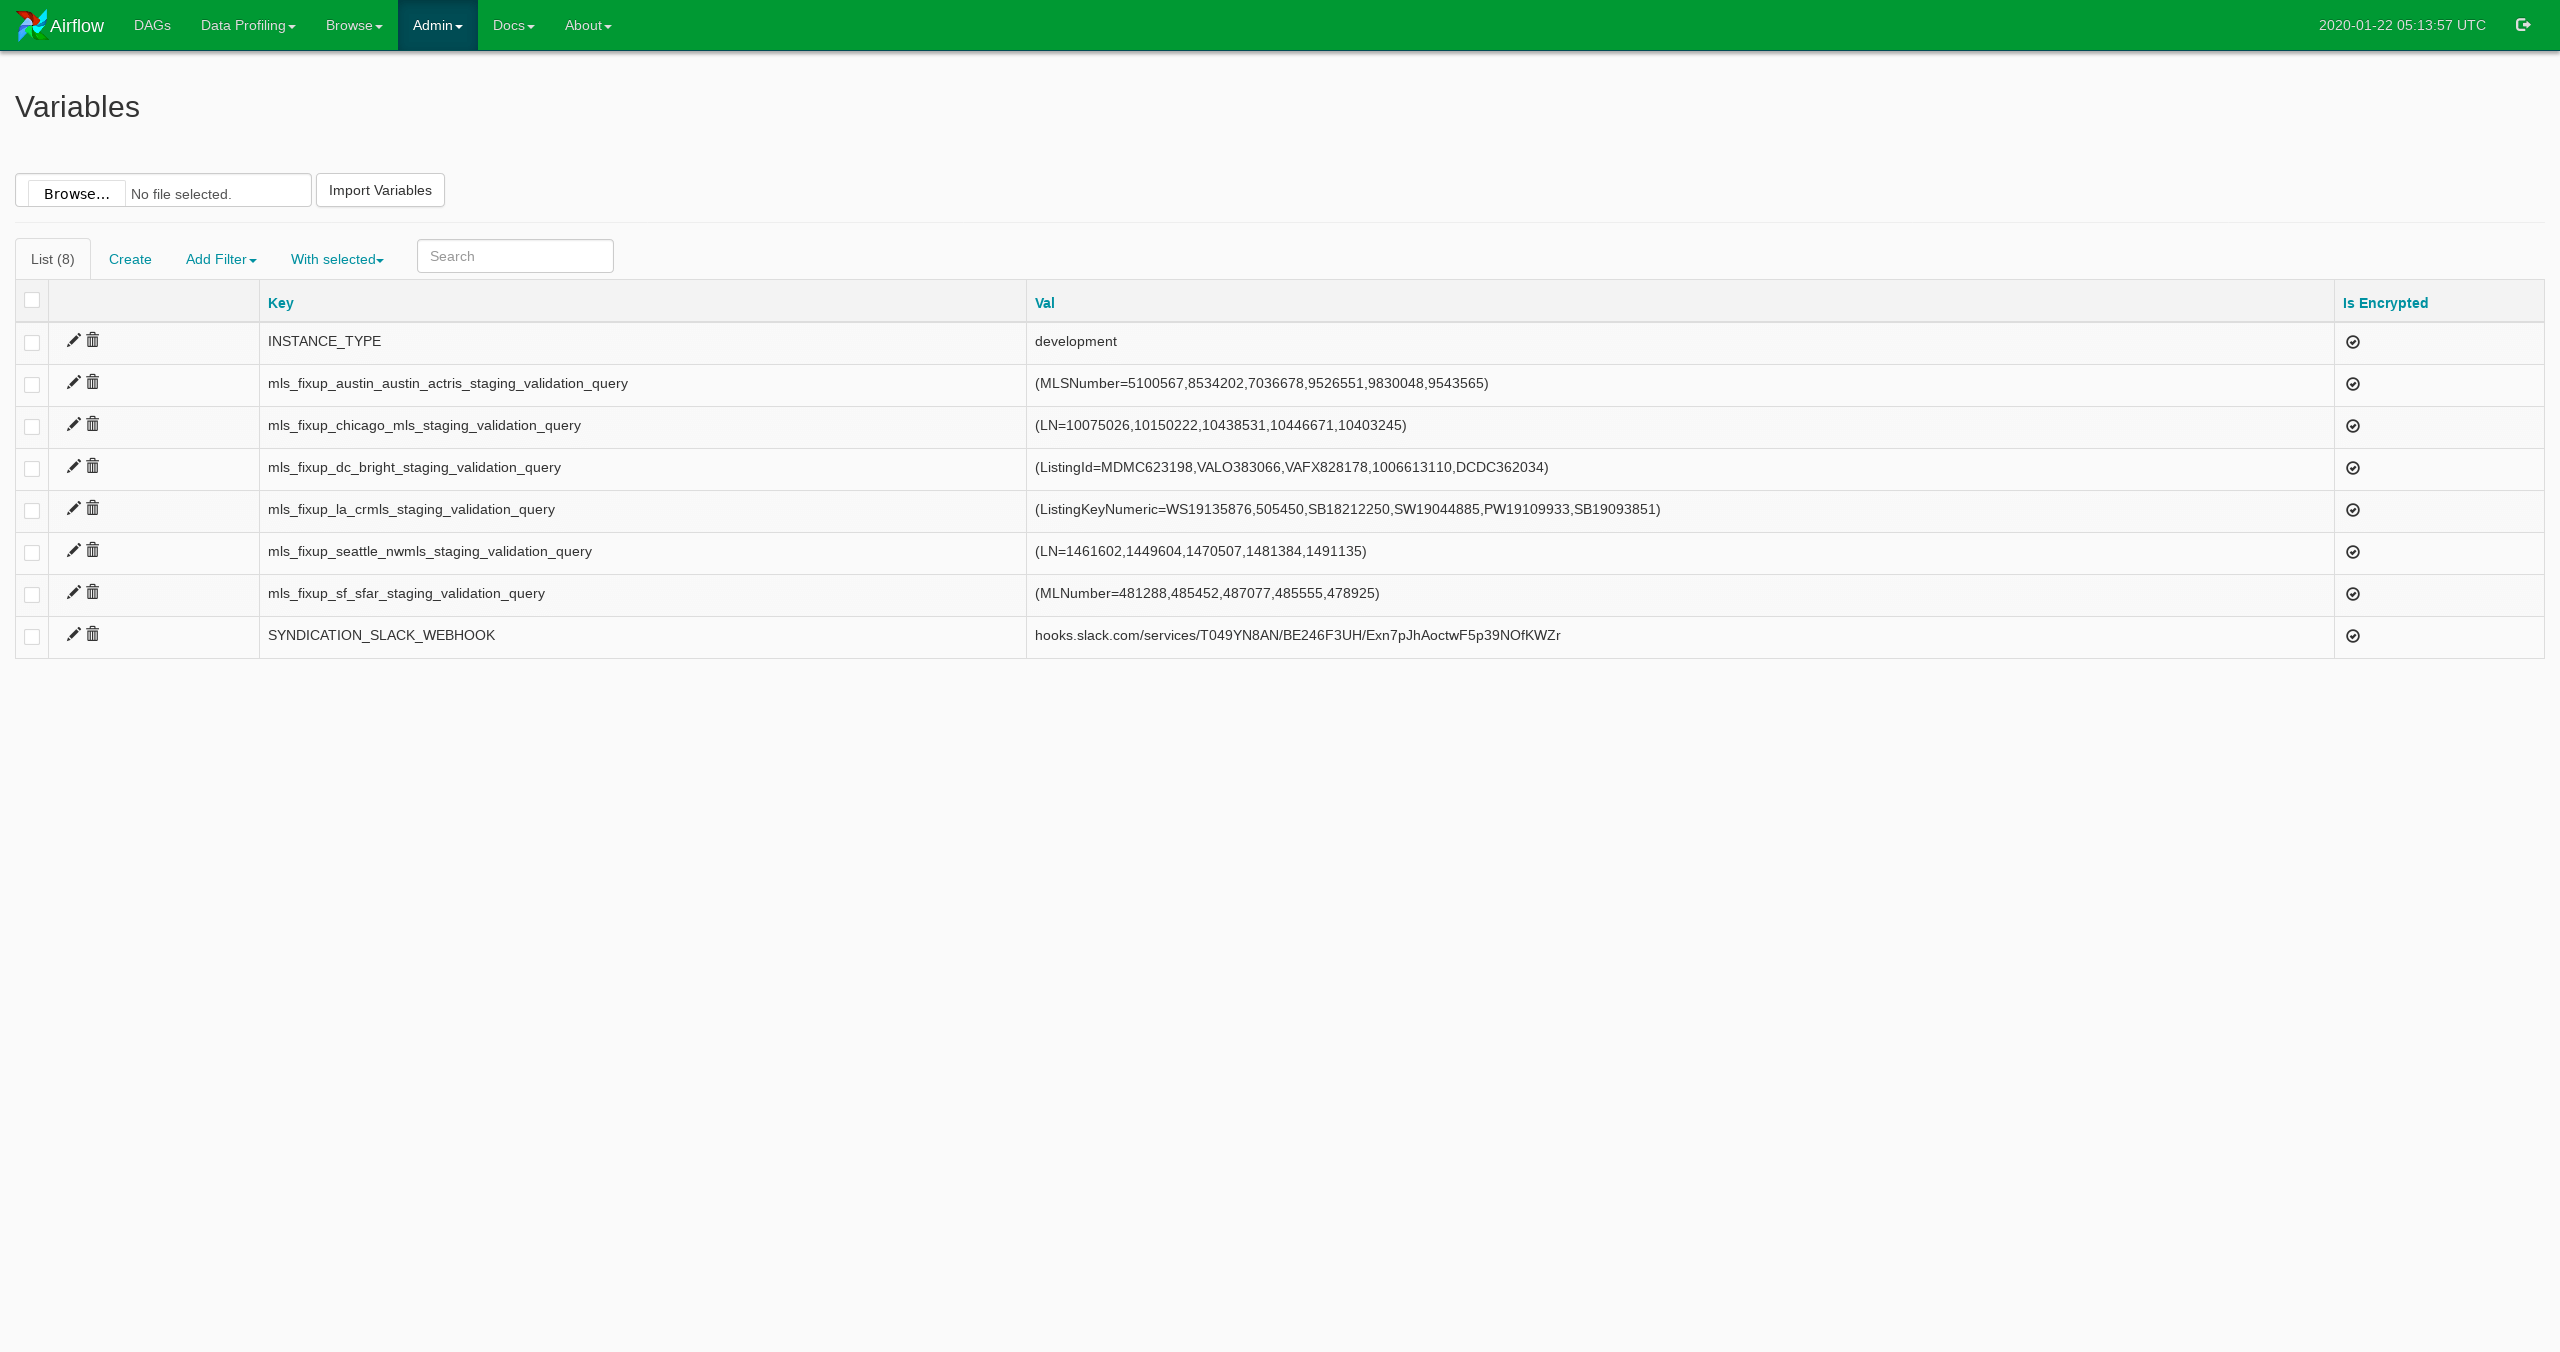 Airflow DAGs Data Profiling Browse Admin Docs About 2020-01-22 05:13:57 UTC
Variables
Browse... No file selected. Import Variables
List (8) Create Add Filter With selected Search
Key Val Is Encrypted
INSTANCE_TYPE development
mls_fixup_austin_austin_actris_staging_validation_query (MLSNumber=5100567,8534202,7036678,9526551,9830048,9543565)
mls_fixup_chicago_mls_staging_validation_query (LN=10075026,10150222,10438531,10446671,10403245)
mls_fixup_dc_bright_staging_validation_query (ListingId=MDMC623198,VALO383066,VAFX828178,1006613110,DCDC362034)
mls_fixup_la_crmls_staging_validation_query (ListingKeyNumeric=WS19135876,505450,SB18212250,SW19044885,PW19109933,SB19093851)
mls_fixup_seattle_nwmls_staging_validation_query (LN=1461602,1449604,1470507,1481384,1491135)
mls_fixup_sf_sfar_staging_validation_query (MLNumber=481288,485452,487077,485555,478925)
SYNDICATION_SLACK_WEBHOOK hooks.slack.com/services/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